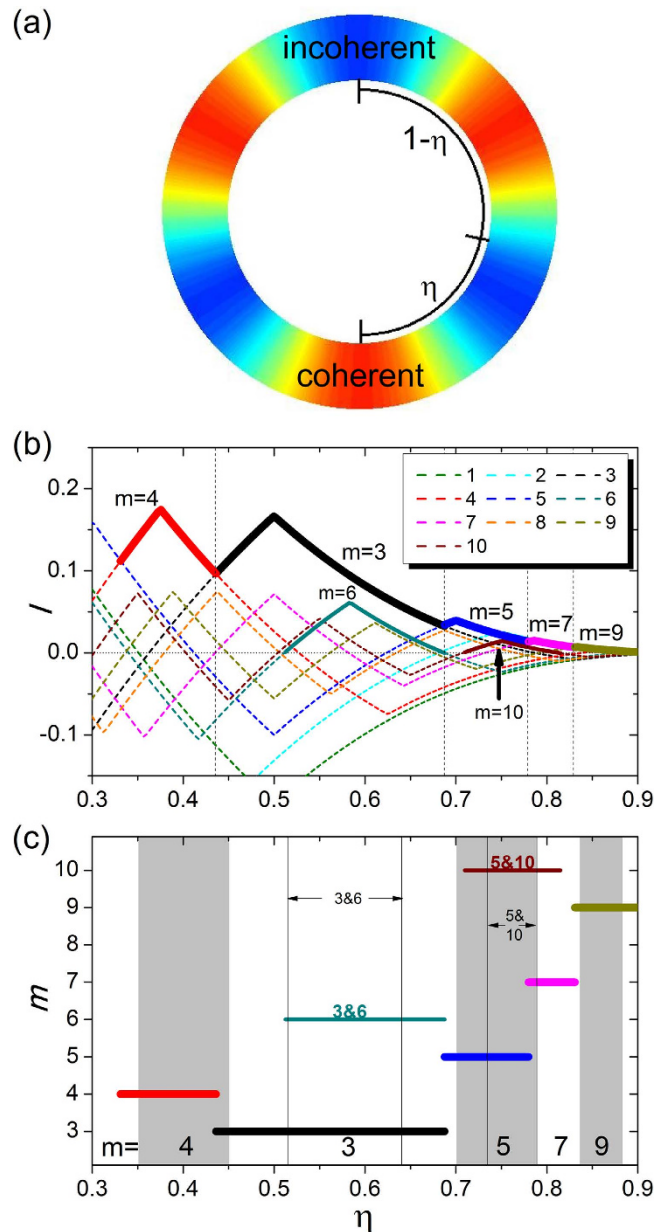 (a)
incoherent
1-η
η
coherent
(b)
0.2
0.1
0.0
-0.1
I
m=4
m=3
m=6
m=5
m=7
m=9
m=10
1 2 3
4 5 6
7 8 9
10
0.3 0.4 0.5 0.6 0.7 0.8 0.9
(c)
10
9
8
7
6
5
4
3
m
5&10
3&6
5&
10
3&6
m= 4 3 5 7 9
0.3 0.4 0.5 0.6 0.7 0.8 0.9
η